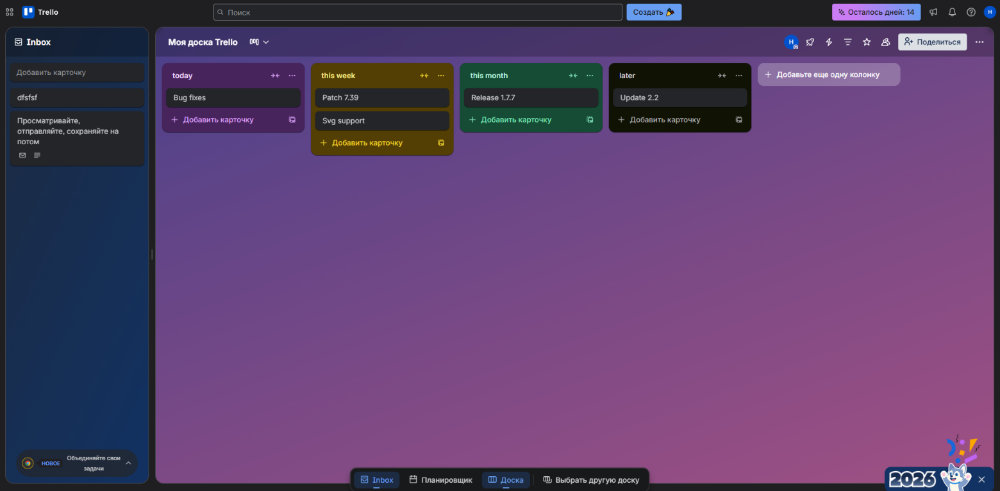 Trello
Поиск
Создать
Осталось дней: 14
H
Inbox
Добавить карточку
dfsfsf
Просматривайте,
отправляйте, сохраняйте на
потом
НОВОЕ
Объединяйте свои
задачи
Моя доска Trello
H
Поделиться
today
Bug fixes
Добавить карточку
this week
Patch 7.39
Svg support
Добавить карточку
this month
Release 1.7.7
Добавить карточку
later
Update 2.2
Добавить карточку
Добавьте еще одну колонку
Inbox
Планировщик
Доска
Выбрать другую доску
2026